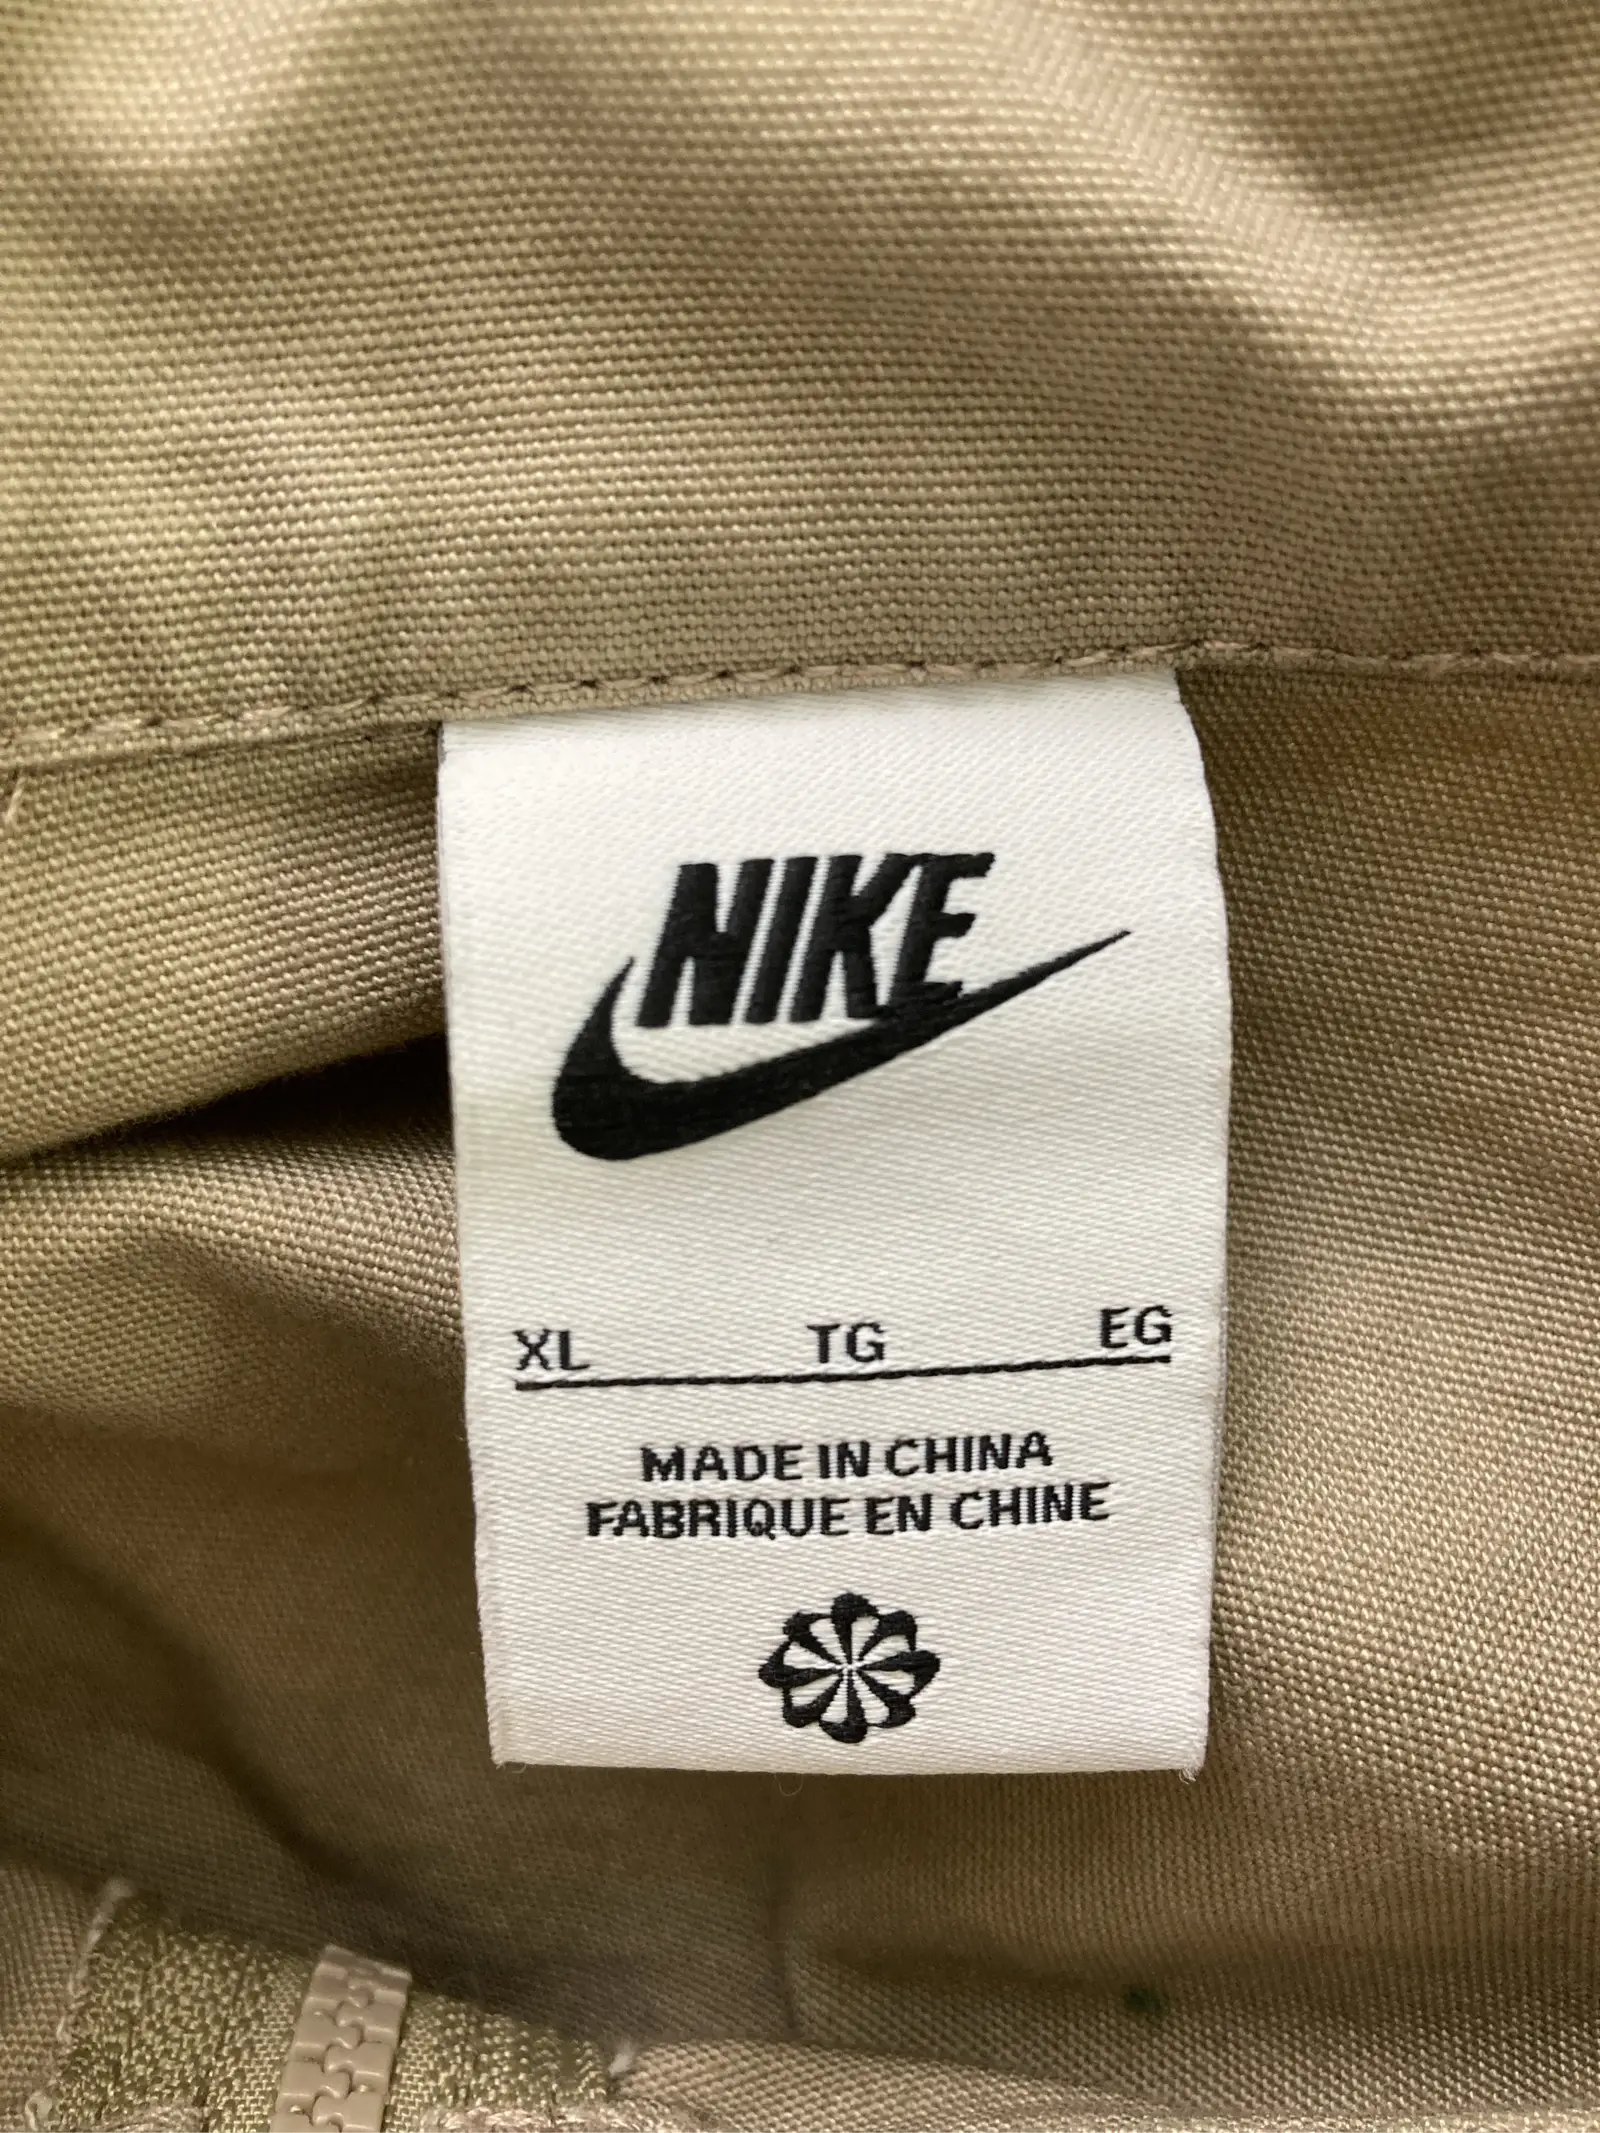 NIKE
XL TG EG
MADE IN CHINA
FABRIQUE EN CHINE